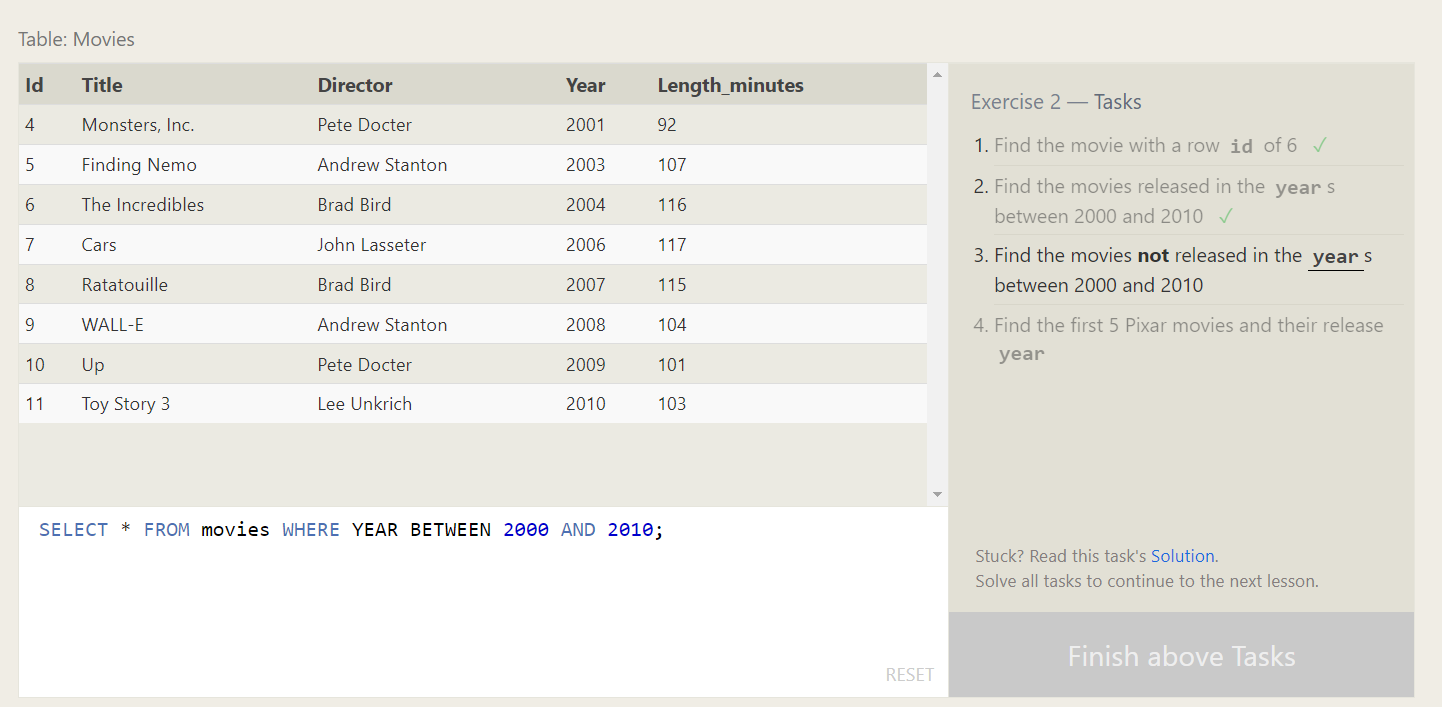 Table: Movies
Id Title Director Year Length_minutes
4 Monsters, Inc. Pete Docter 2001 92
5 Finding Nemo Andrew Stanton 2003 107
6 The Incredibles Brad Bird 2004 116
7 Cars John Lasseter 2006 117
8 Ratatouille Brad Bird 2007 115
9 WALL-E Andrew Stanton 2008 104
10 Up Pete Docter 2009 101
11 Toy Story 3 Lee Unkrich 2010 103
SELECT * FROM movies WHERE YEAR BETWEEN 2000 AND 2010;
RESET
Exercise 2 — Tasks
1. Find the movie with a row id of 6 ✓
2. Find the movies released in the year s
between 2000 and 2010 ✓
3. Find the movies not released in the year s
between 2000 and 2010
4. Find the first 5 Pixar movies and their release
year
Stuck? Read this task's Solution.
Solve all tasks to continue to the next lesson.
Finish above Tasks